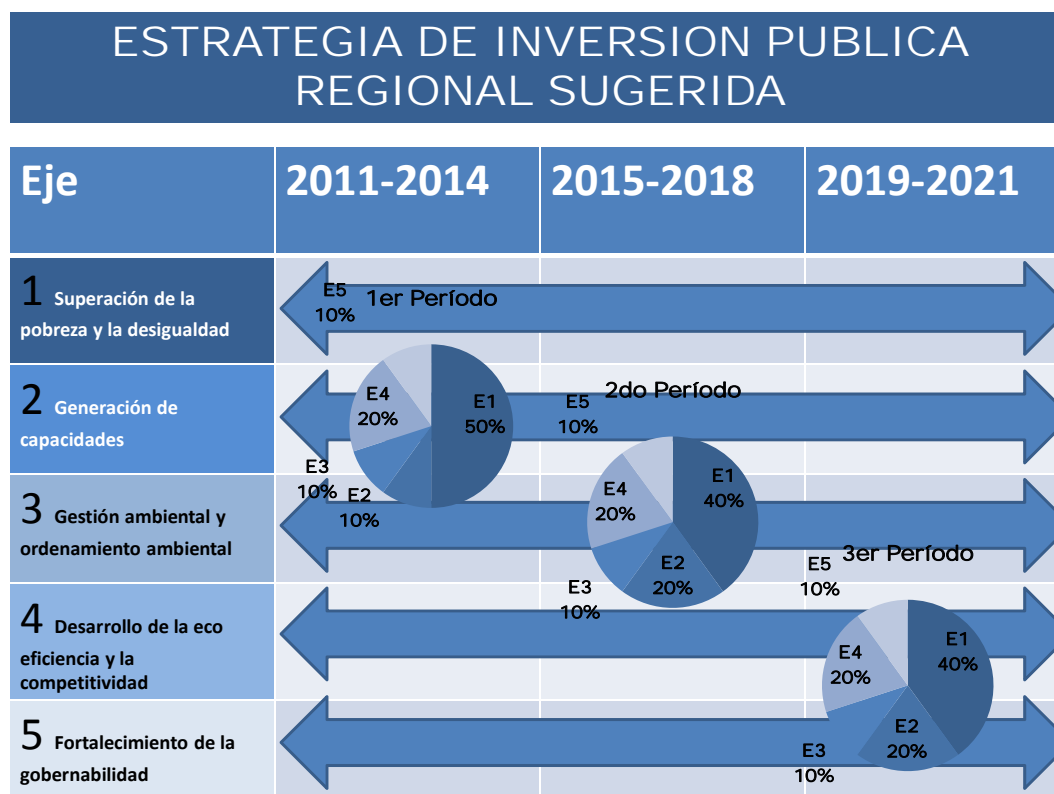 ESTRATEGIA DE INVERSION PUBLICA
REGIONAL SUGERIDA
Eje
2011-2014
2015-2018
2019-2021
1 Superación de la
pobreza y la desigualdad
2 Generación de
capacidades
3 Gestión ambiental y
ordenamiento ambiental
4 Desarrollo de la eco
eficiencia y la
competitividad
5 Fortalecimiento de la
gobernabilidad
1er Período
E5
10%
E4
20%
E1
50%
E3
10%
E2
10%
2do Período
E5
10%
E1
40%
E4
20%
E2
20%
E3
10%
3er Período
E5
10%
E1
40%
E4
20%
E2
20%
E3
10%